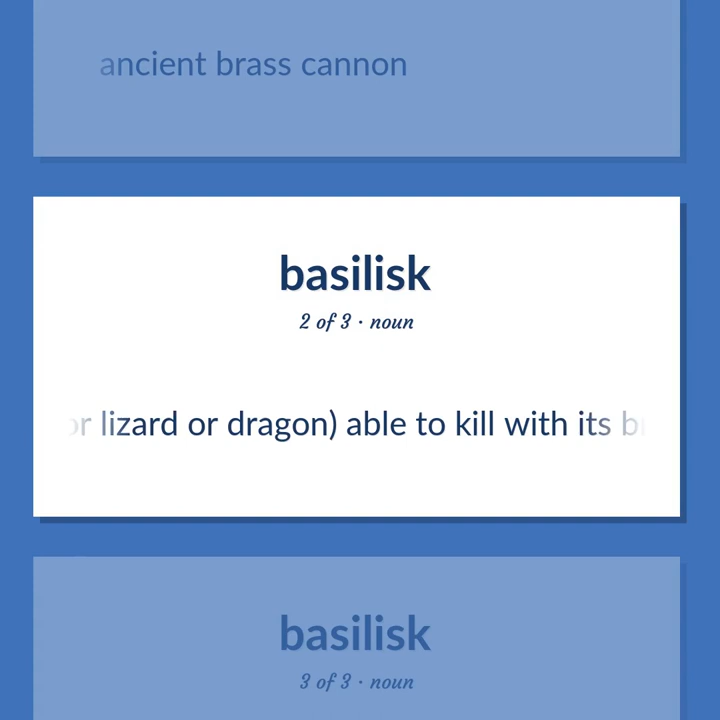 ancient brass cannon
basilisk
2 of 3 · noun
or lizard or dragon) able to kill with its
basilisk
3 of 3 · noun